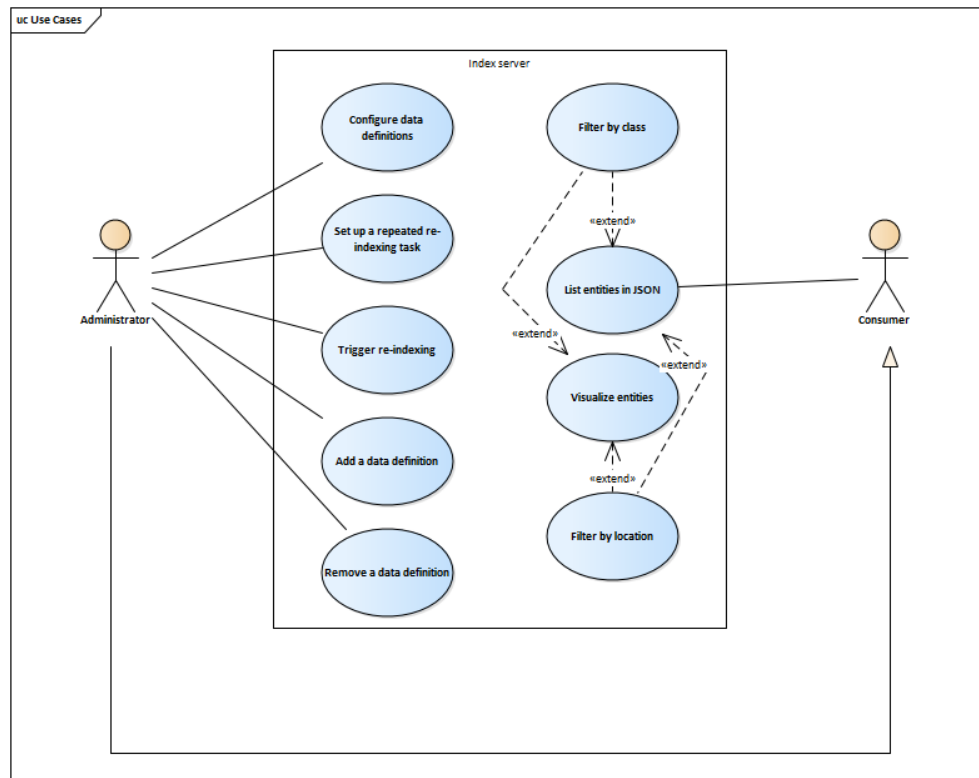 uc Use Cases
Index server
Configure data
definitions
Filter by class
Set up a repeated re-
indexing task
«extend»
List entities in JSON
Administrator
Consumer
Trigger re-indexing
«extend»
«extend»
Visualize entities
Add a data definition
«extend»
Filter by location
Remove a data definition